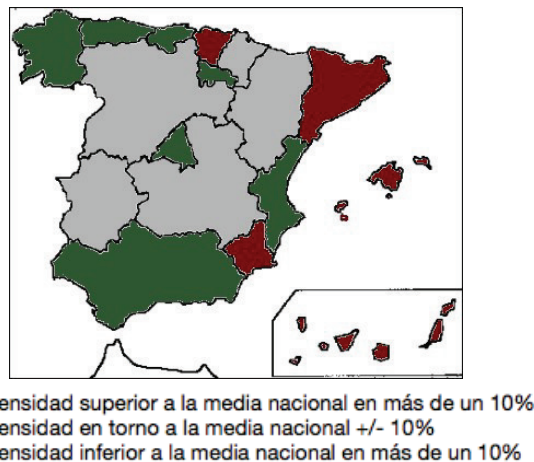 ensidad superior a la media nacional en más de un 10%
ensidad en torno a la media nacional +/- 10%
ensidad inferior a la media nacional en más de un 10%